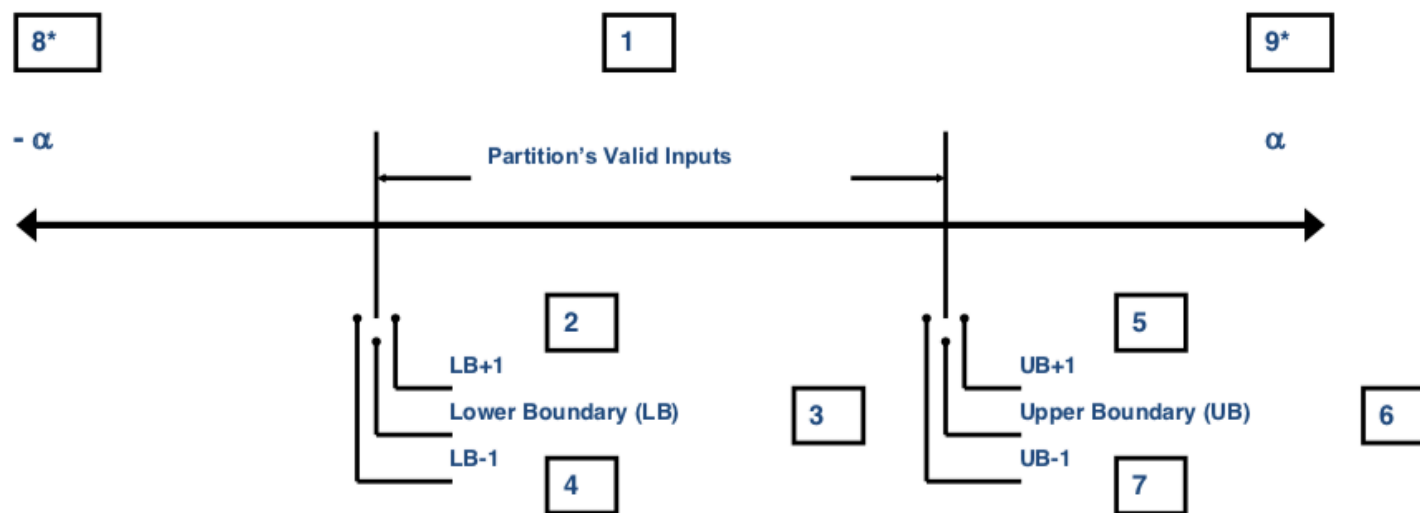 8*
1
9*
- α
α
Partition's Valid Inputs
2
5
LB+1
UB+1
Lower Boundary (LB)
3
Upper Boundary (UB)
6
LB-1
UB-1
4
7